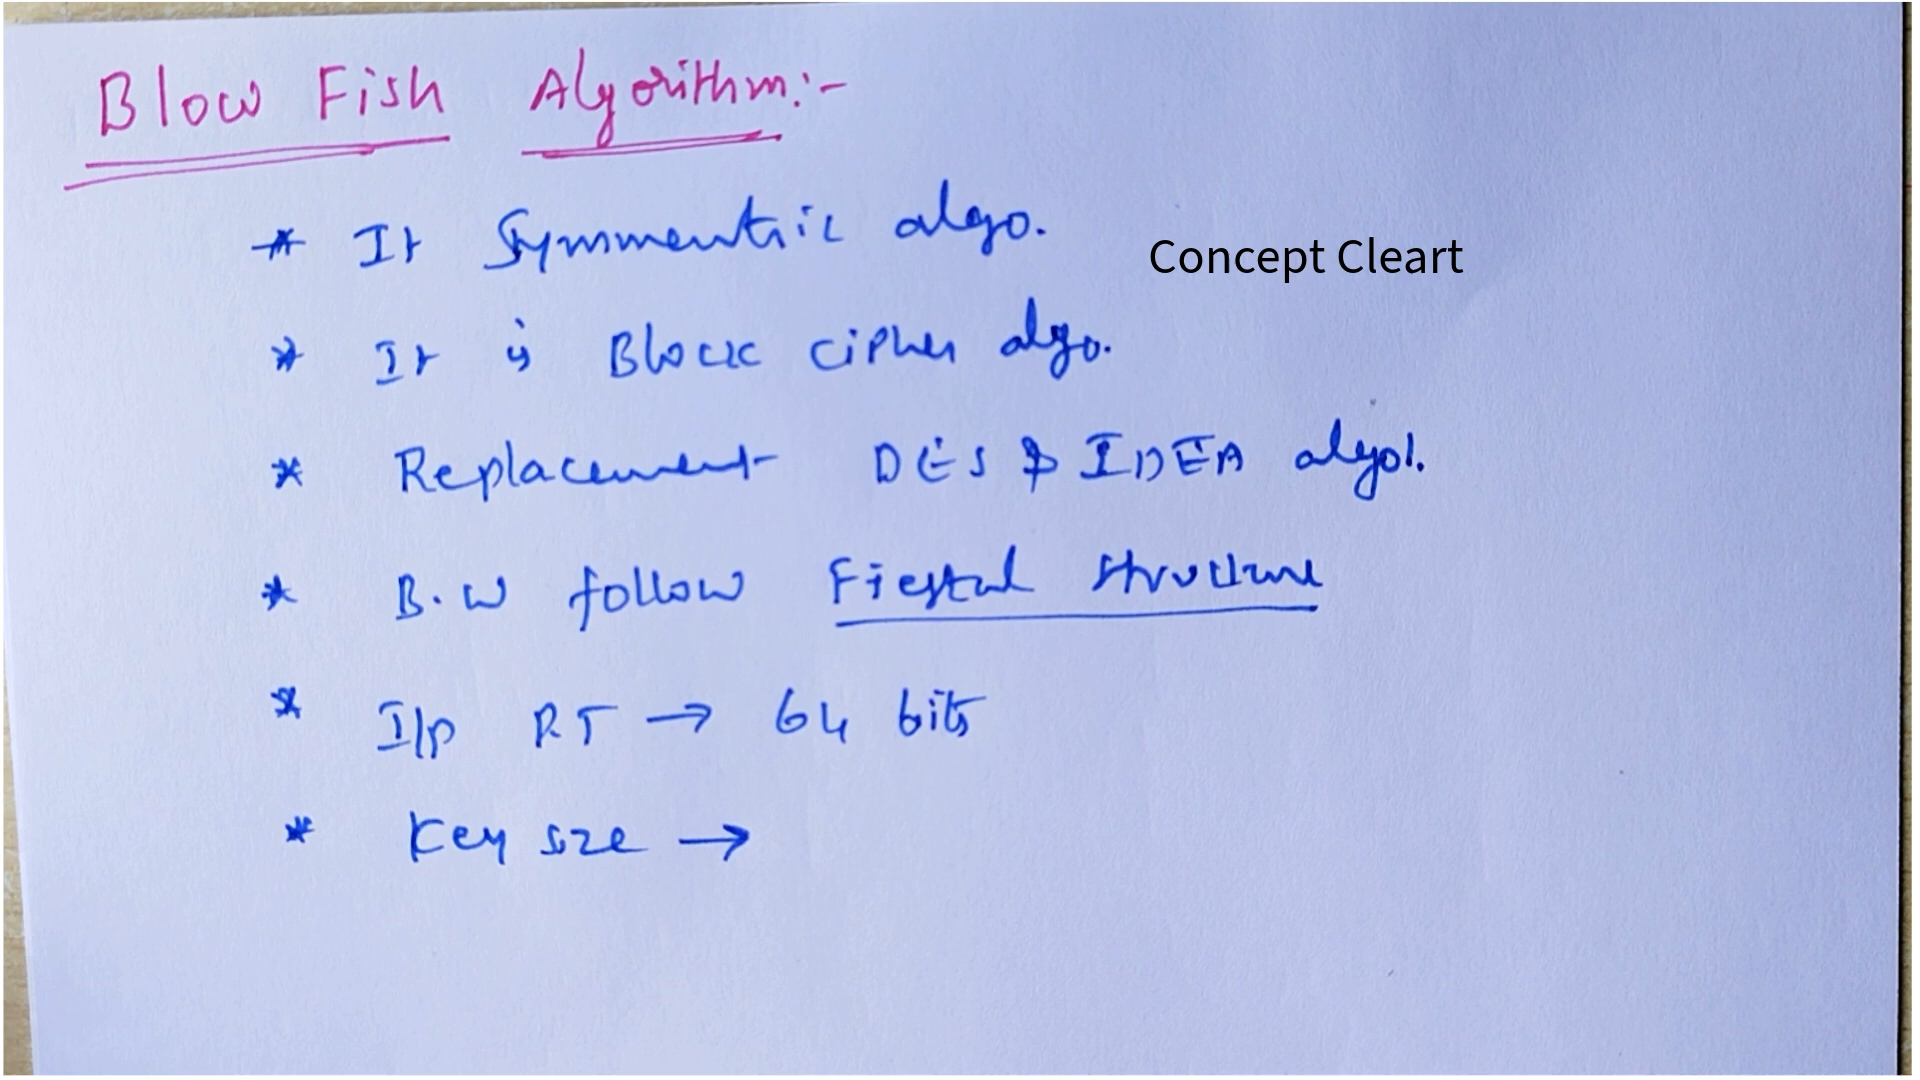 Blow Fish Algorithm:-
* It Symmentric algo.
Concept Cleart
* It is Block cipher algo.
* Replacement DES & IDEA algo.
* B.W follow Fiestal structure
* I/p PT → 64 bits
* Key size →